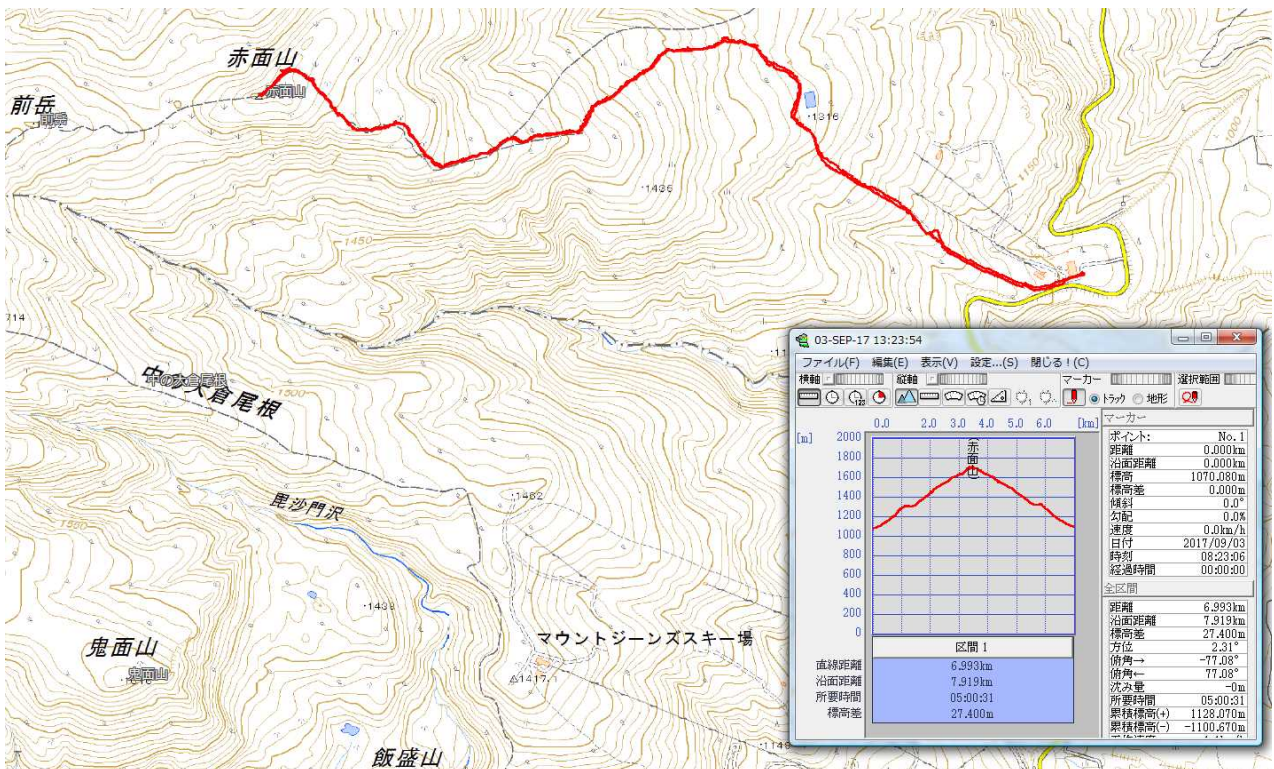 赤面山
赤面山
前岳
前岳
・1316
1150
・1436
1450
714
中の大倉尾根
中の大倉尾根
1500
・1462
毘沙門沢
1550
・1438
マウントジーンズスキー場
△1417.1
鬼面山
鬼面山
飯盛山
・1149
03-SEP-17 13:23:54
ファイル(F) 編集(E) 表示(V) 設定...(S) 閉じる！(C)
横軸 縦軸 マーカー 選択範囲
トラック 地形
0.0 2.0 3.0 4.0 5.0 6.0 [km]
[m] 2000
1800
1600
1400
1200
1000
800
600
400
200
0
(赤面山)
区間 1
直線距離 6.993km
沿面距離 7.919km
所要時間 05:00:31
標高差 27.400m
マーカー
ポイント: No.1
距離 0.000km
沿面距離 0.000km
標高 1070.080m
標高差 0.000m
傾斜 0.0°
勾配 0.0%
速度 0.0km/h
日付 2017/09/03
時刻 08:23:06
経過時間 00:00:00
全区間
距離 6.993km
沿面距離 7.919km
標高差 27.400m
方位 2.31°
俯角→ -77.08°
俯角← 77.08°
沈み量 -0m
所要時間 05:00:31
累積標高(+) 1128.070m
累積標高(-) -1100.670m